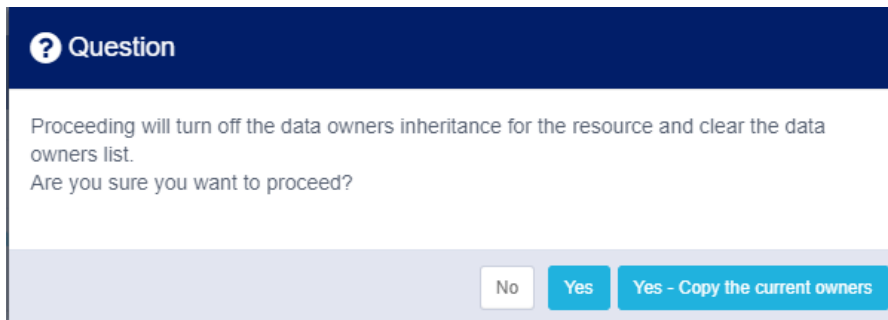 Question
Proceeding will turn off the data owners inheritance for the resource and clear the data
owners list.
Are you sure you want to proceed?
No
Yes
Yes - Copy the current owners